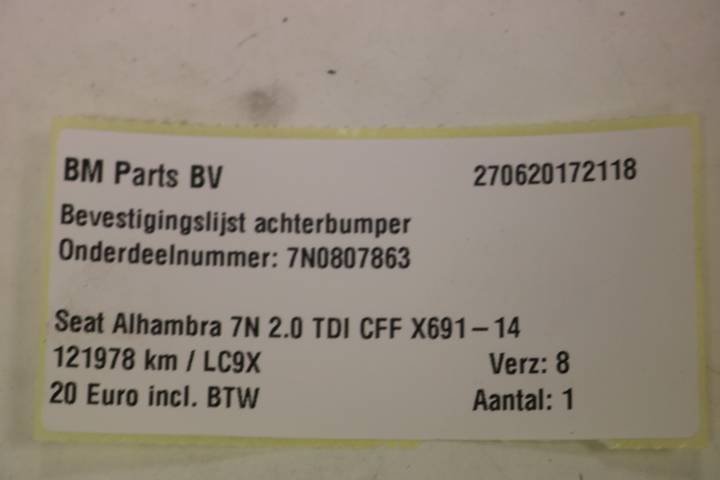 BM Parts BV 270620172118
Bevestigingslijst achterbumper
Onderdeelnummer: 7N0807863
Seat Alhambra 7N 2.0 TDI CFF X691-14
121978 km / LC9X Verz: 8
20 Euro incl. BTW Aantal: 1